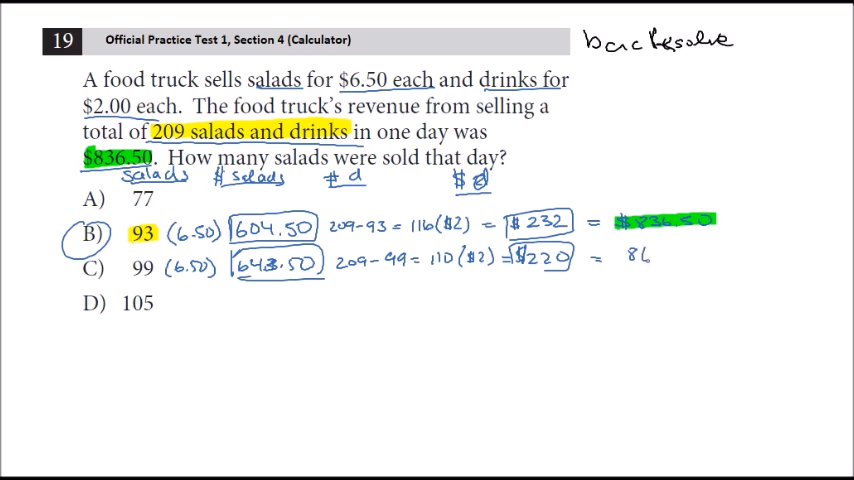 19 Official Practice Test 1, Section 4 (Calculator) backsolve
A food truck sells salads for $6.50 each and drinks for
$2.00 each. The food truck's revenue from selling a
total of 209 salads and drinks in one day was
$836.50. How many salads were sold that day?
salads $ salads # d $ d
A) 77
B) 93 (6.50) 604.50 209-93 = 116($2) = $232 = $836.50
C) 99 (6.50) 643.50 209-99 = 110($2) = $220 = 86
D) 105